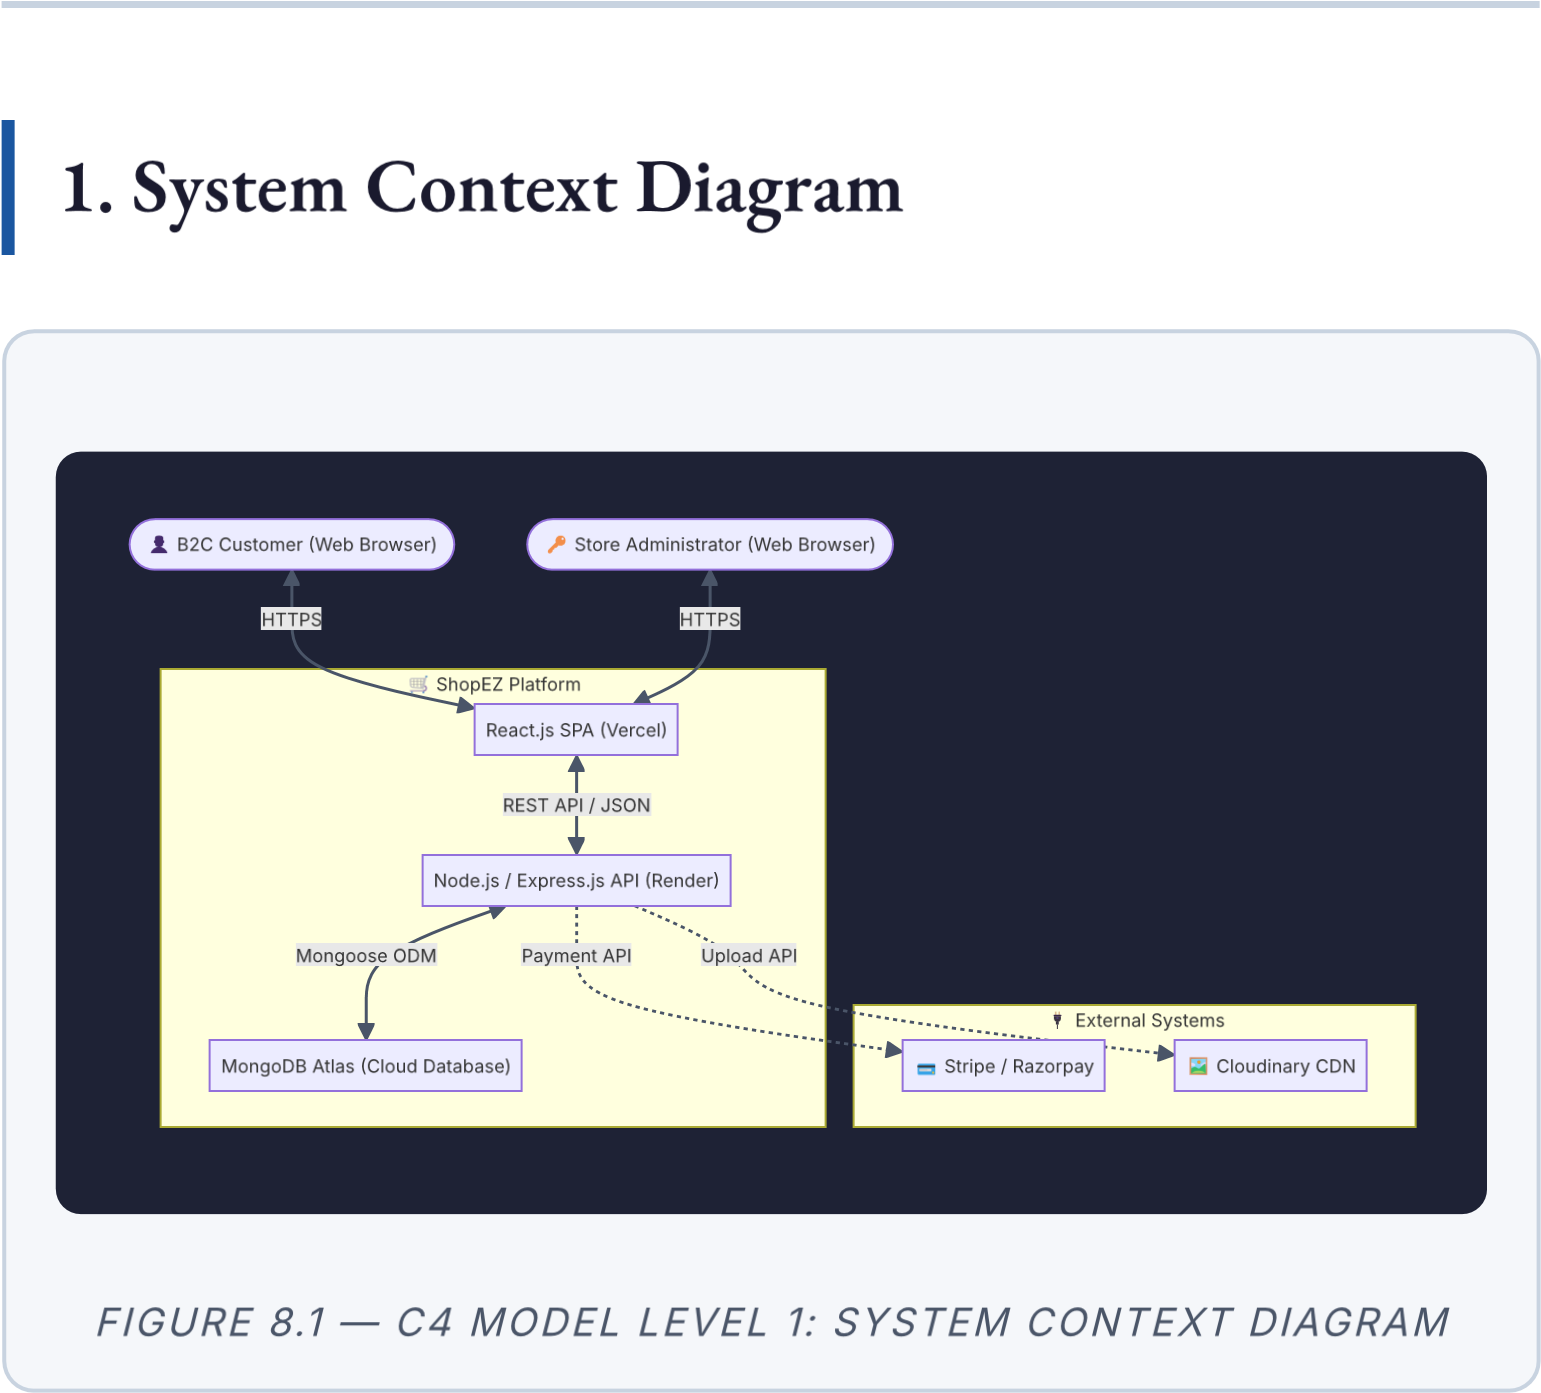 1. System Context Diagram
B2C Customer (Web Browser)
Store Administrator (Web Browser)
HTTPS
HTTPS
ShopEZ Platform
React.js SPA (Vercel)
REST API / JSON
Node.js / Express.js API (Render)
Mongoose ODM
Payment API
Upload API
External Systems
MongoDB Atlas (Cloud Database)
Stripe / Razorpay
Cloudinary CDN
FIGURE 8.1 — C4 MODEL LEVEL 1: SYSTEM CONTEXT DIAGRAM